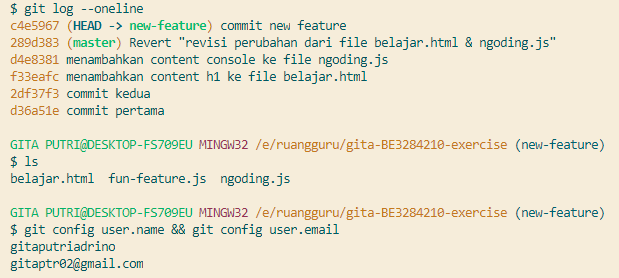 $ git log --oneline
c4e5967 (HEAD -> new-feature) commit new feature
289d383 (master) Revert "revisi perubahan dari file belajar.html & ngoding.js"
d4e8381 menambahkan content console ke file ngoding.js
f33eafc menambahkan content h1 ke file belajar.html
2df37f3 commit kedua
d36a51e commit pertama
GITA PUTRI@DESKTOP-FS709EU MINGW32 /e/ruangguru/gita-BE3284210-exercise (new-feature)
$ ls
belajar.html  fun-feature.js  ngoding.js
GITA PUTRI@DESKTOP-FS709EU MINGW32 /e/ruangguru/gita-BE3284210-exercise (new-feature)
$ git config user.name && git config user.email
gitaputriadrino
gitaptr02@gmail.com